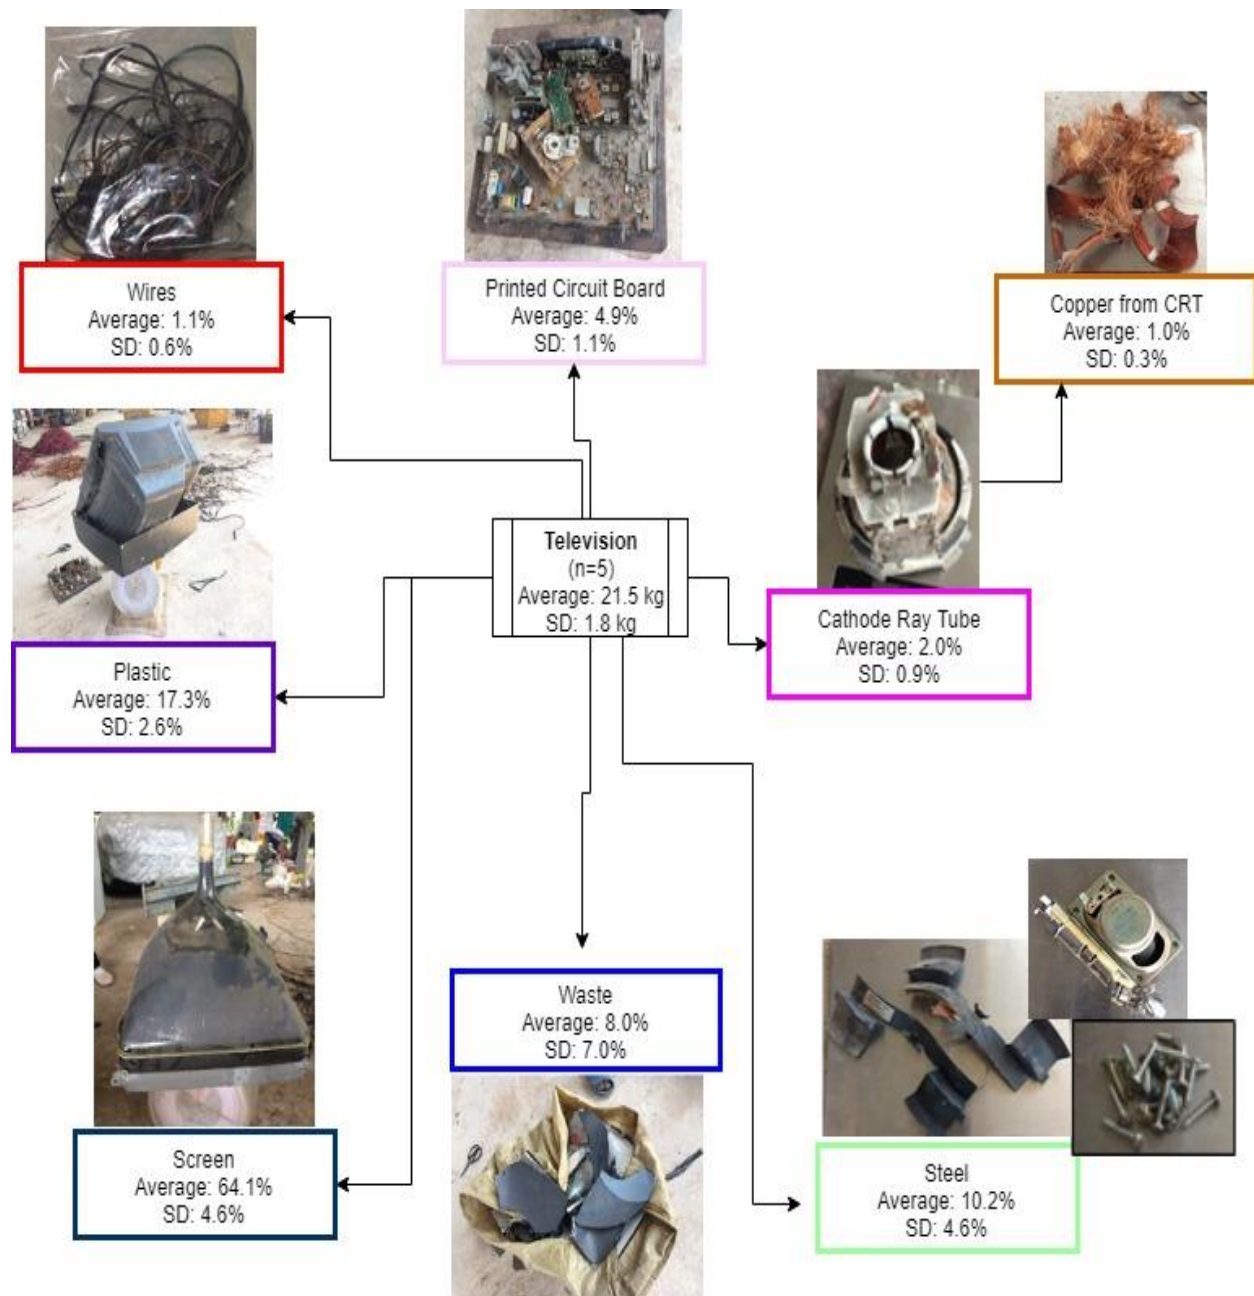 Wires
Average: 1.1%
SD: 0.6%
Printed Circuit Board
Average: 4.9%
SD: 1.1%
Copper from CRT
Average: 1.0%
SD: 0.3%
Television
(n=5)
Average: 21.5 kg
SD: 1.8 kg
Cathode Ray Tube
Average: 2.0%
SD: 0.9%
Plastic
Average: 17.3%
SD: 2.6%
Waste
Average: 8.0%
SD: 7.0%
Screen
Average: 64.1%
SD: 4.6%
Steel
Average: 10.2%
SD: 4.6%